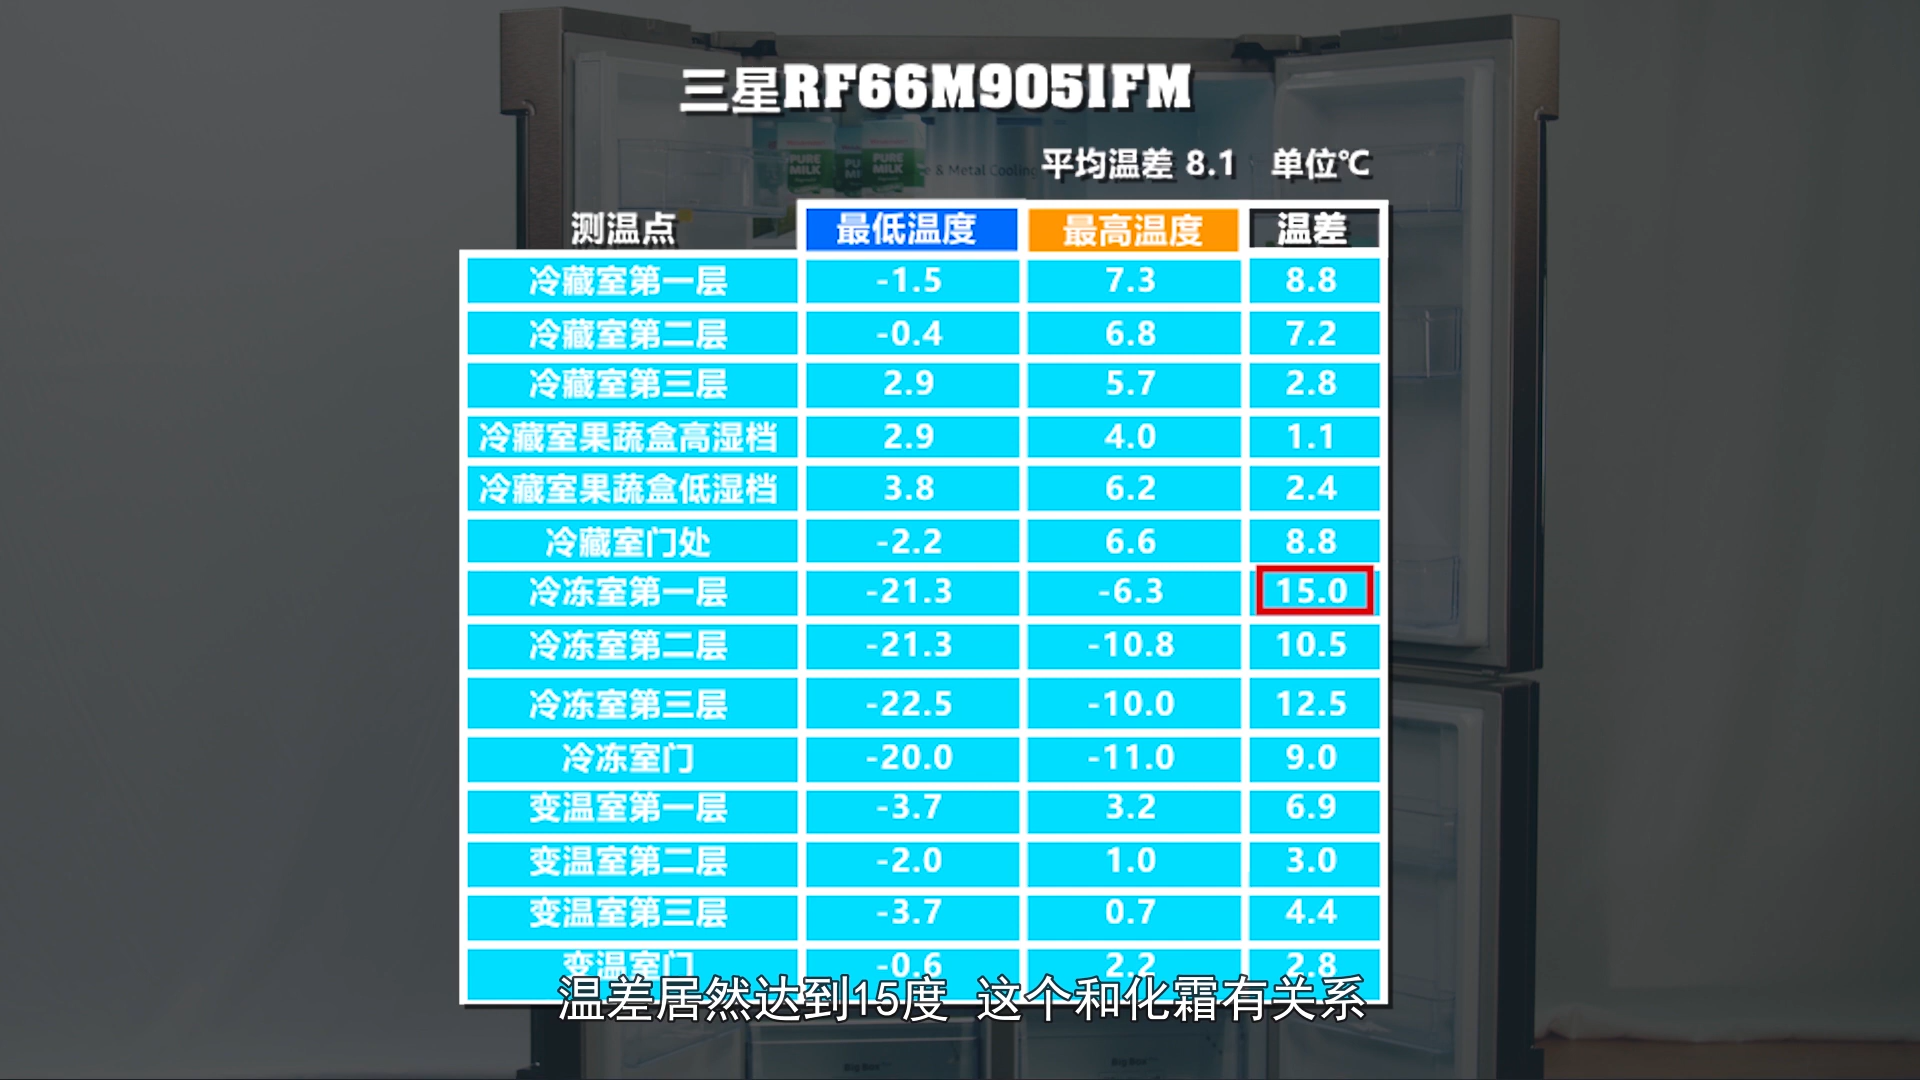 三星RF66M9051FM
PURE MILK
PURE MILK
& Metal Cooling
平均温差 8.1 单位℃
测温点 最低温度 最高温度 温差
冷藏室第一层 -1.5 7.3 8.8
冷藏室第二层 -0.4 6.8 7.2
冷藏室第三层 2.9 5.7 2.8
冷藏室果蔬盒高湿档 2.9 4.0 1.1
冷藏室果蔬盒低湿档 3.8 6.2 2.4
冷藏室门处 -2.2 6.6 8.8
冷冻室第一层 -21.3 -6.3 15.0
冷冻室第二层 -21.3 -10.8 10.5
冷冻室第三层 -22.5 -10.0 12.5
冷冻室门 -20.0 -11.0 9.0
变温室第一层 -3.7 3.2 6.9
变温室第二层 -2.0 1.0 3.0
变温室第三层 -3.7 0.7 4.4
变温室门 -0.6 2.2 2.8
温差居然达到15度 这个和化霜有关系
Big Box
Big Box